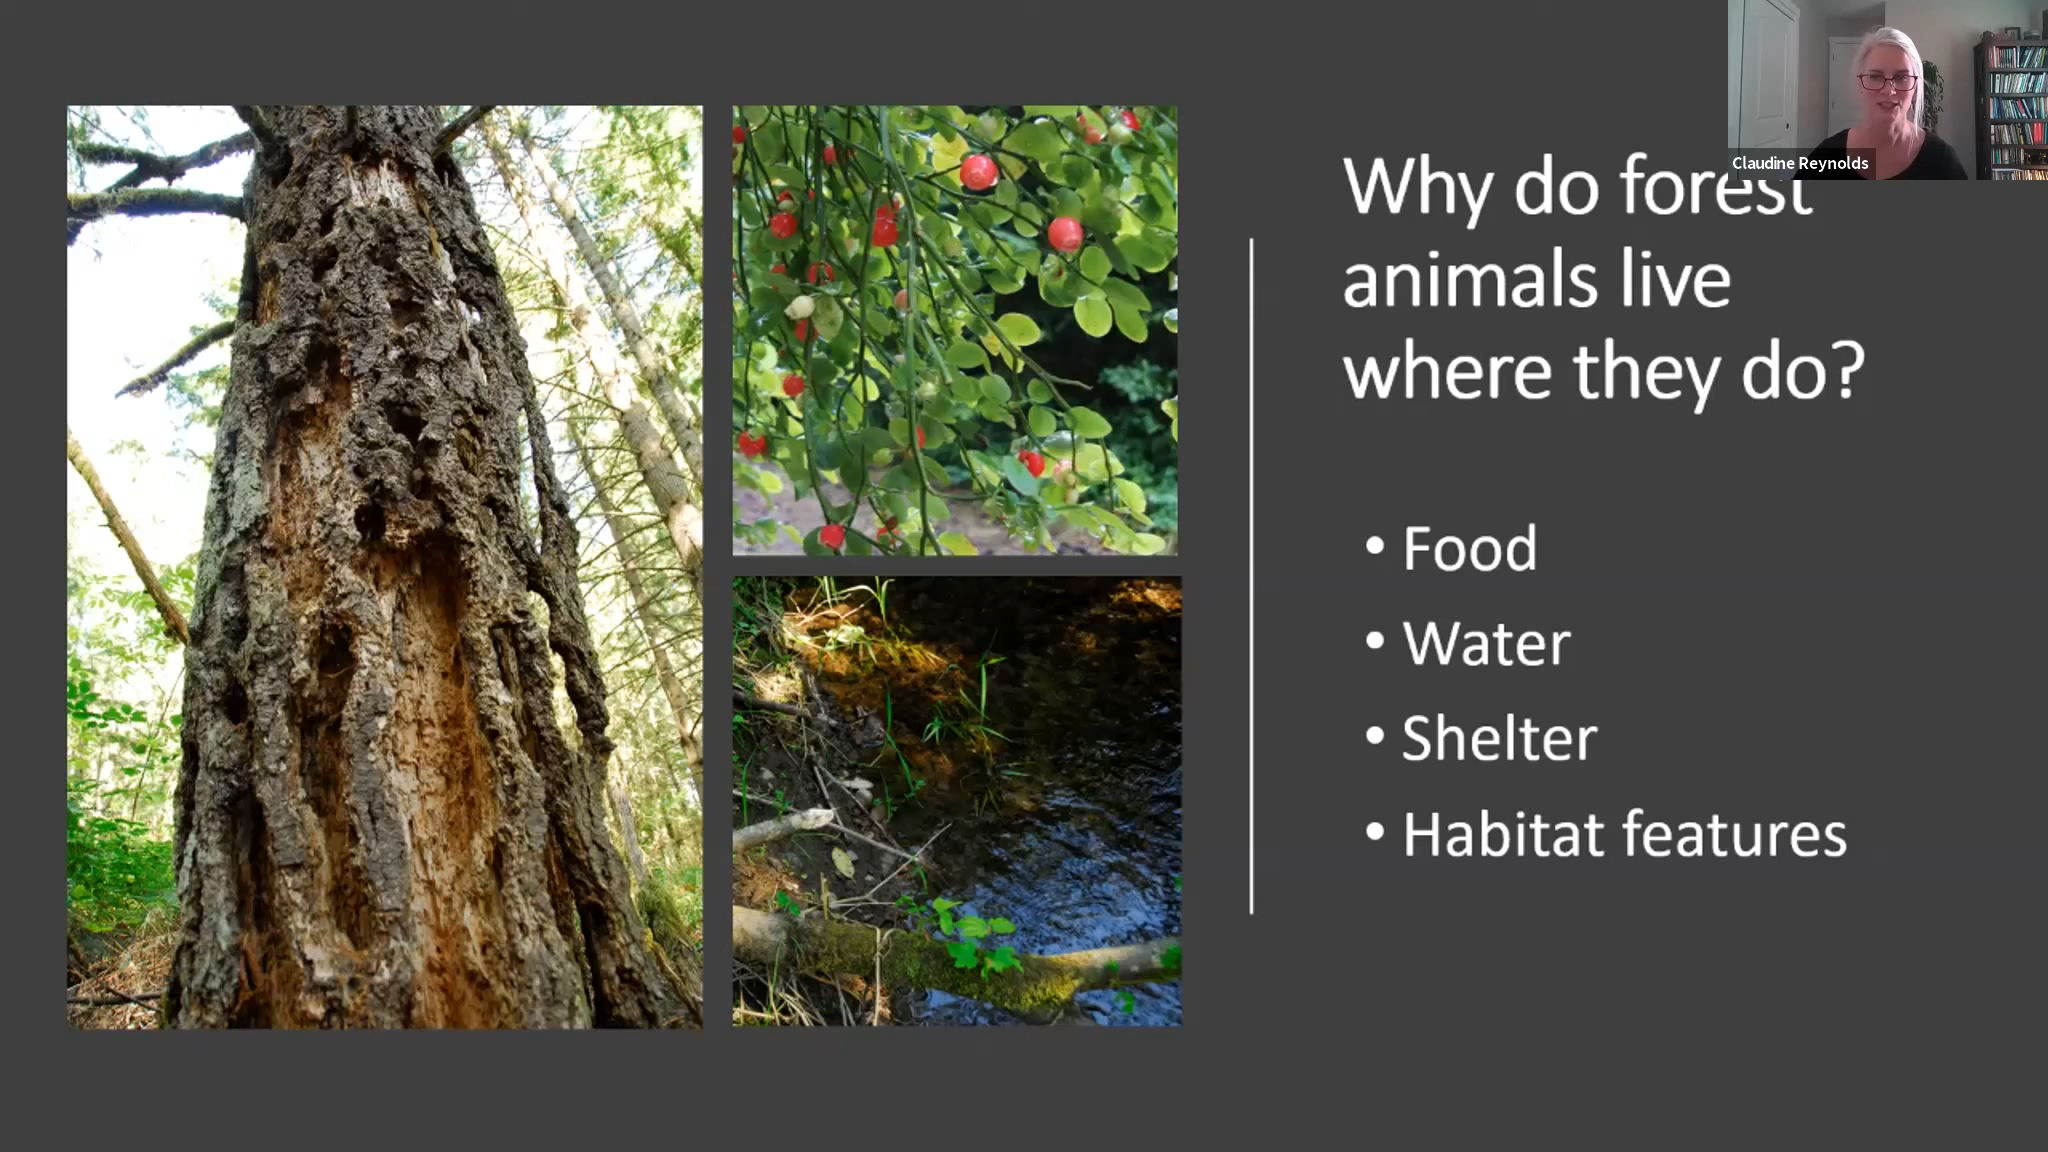 Claudine Reynolds
Why do forest
animals live
where they do?
• Food
• Water
• Shelter
• Habitat features